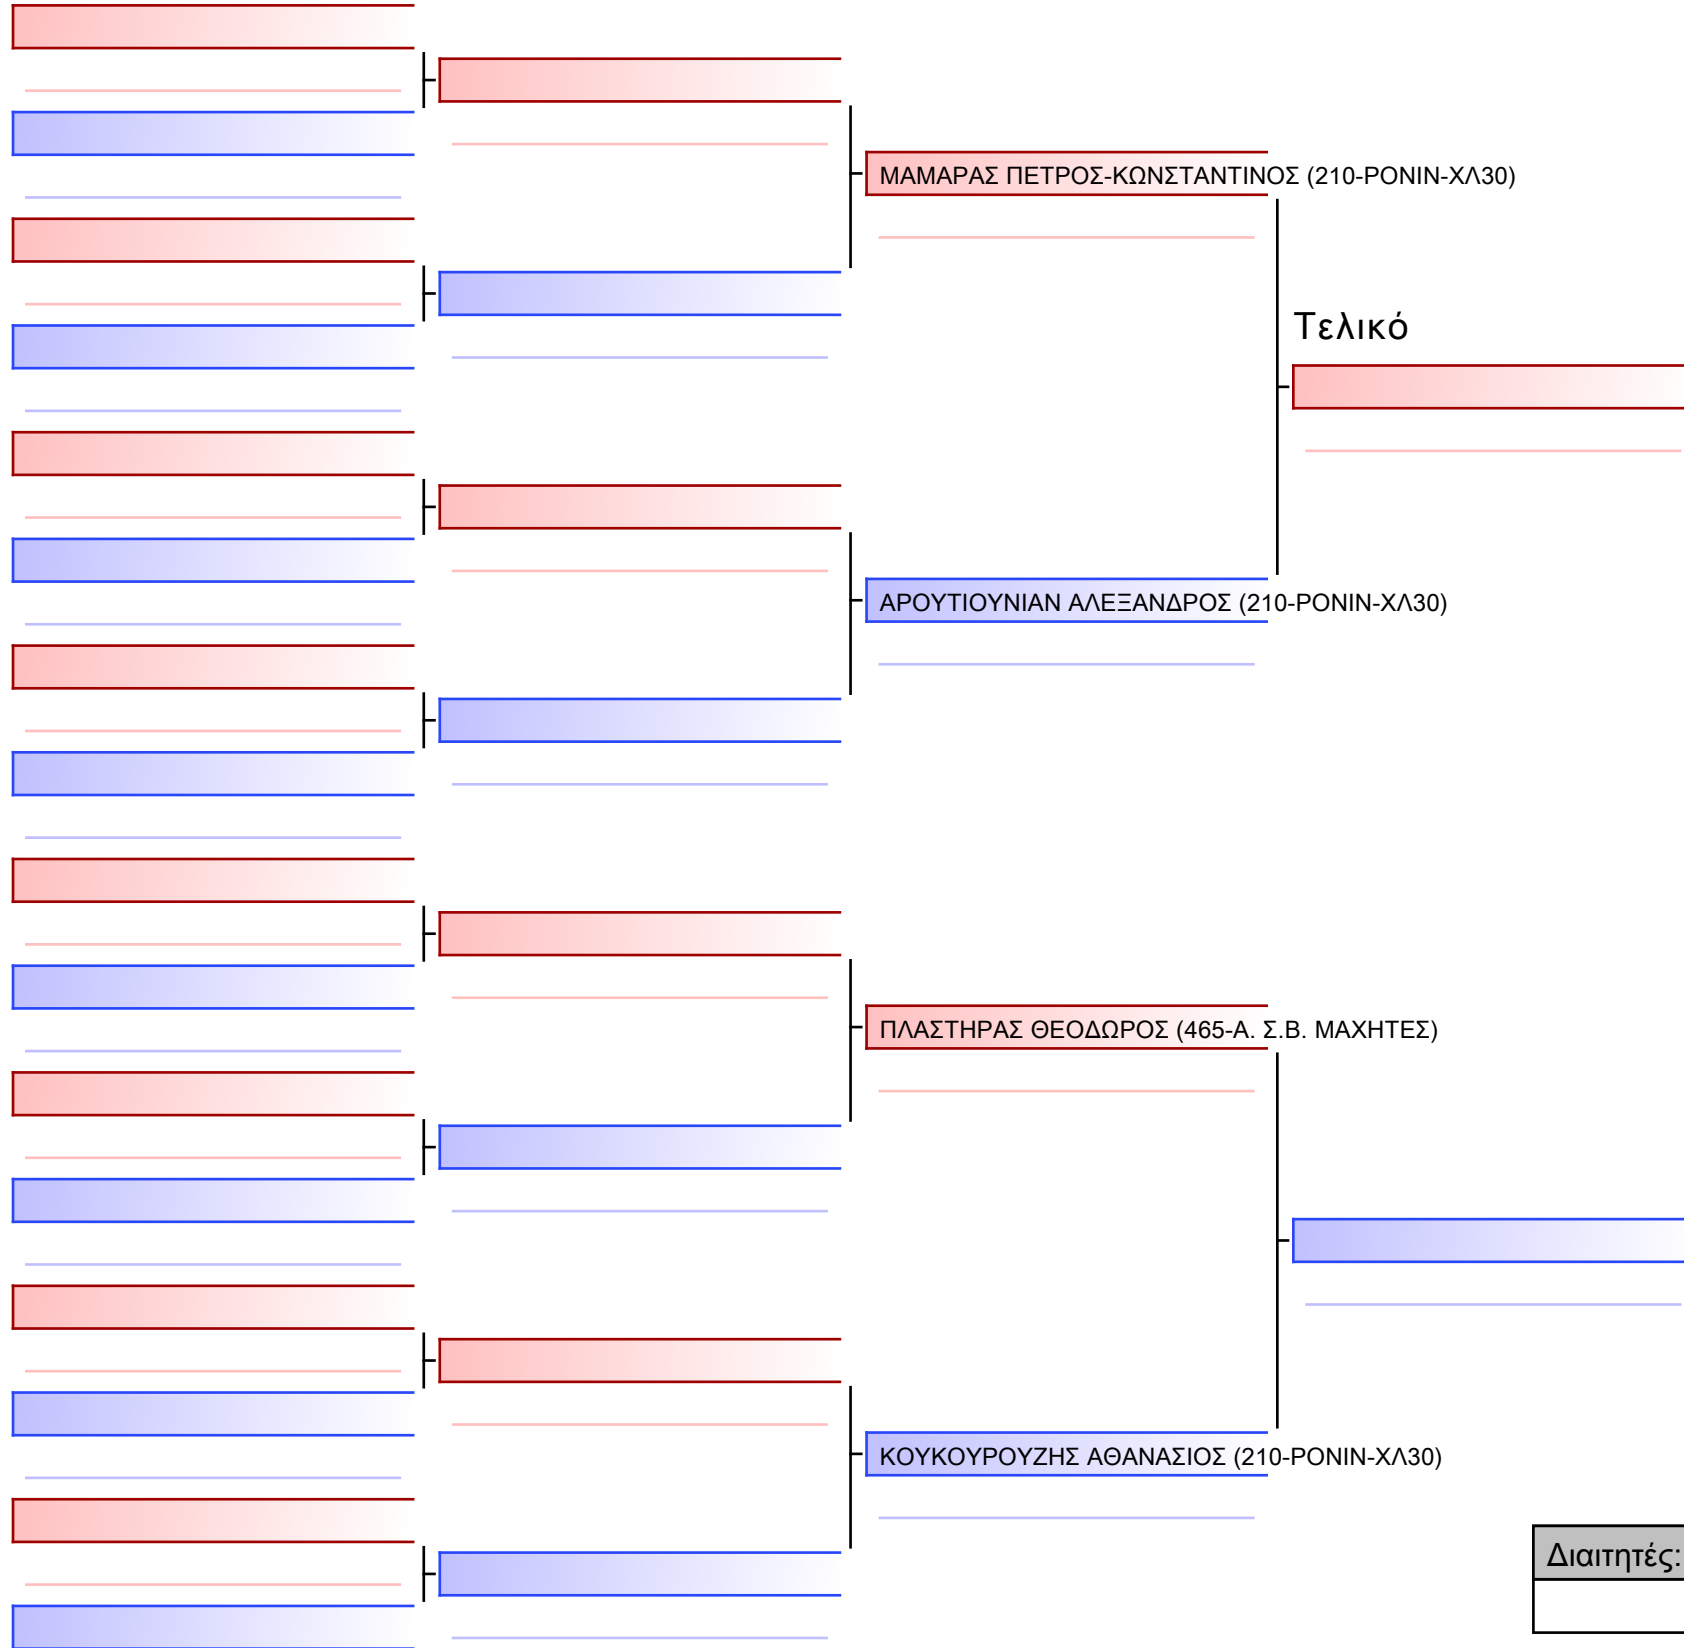 ΜΑΜΑΡΑΣ ΠΕΤΡΟΣ-ΚΩΝΣΤΑΝΤΙΝΟΣ (210-ΡΟΝΙΝ-ΧΛ30)
Τελικό
ΑΡΟΥΤΙΟΥΝΙΑΝ ΑΛΕΞΑΝΔΡΟΣ (210-ΡΟΝΙΝ-ΧΛ30)
ΠΛΑΣΤΗΡΑΣ ΘΕΟΔΩΡΟΣ (465-Α. Σ.Β. ΜΑΧΗΤΕΣ)
ΚΟΥΚΟΥΡΟΥΖΗΣ ΑΘΑΝΑΣΙΟΣ (210-ΡΟΝΙΝ-ΧΛ30)
Διαιτητές: